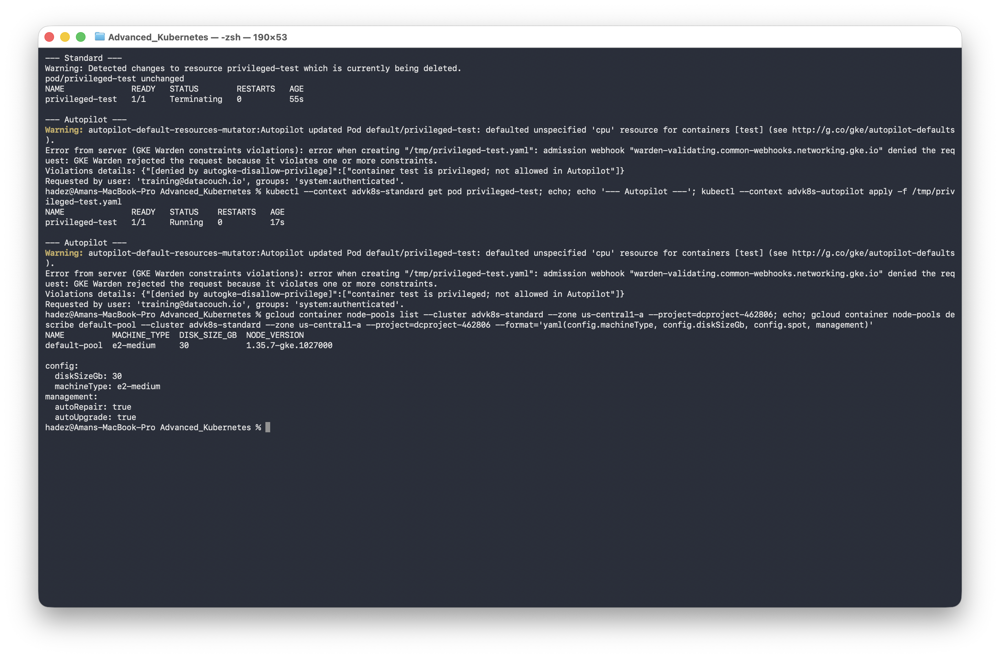 Advanced_Kubernetes — -zsh — 190×53
--- Standard ---
Warning: Detected changes to resource privileged-test which is currently being deleted.
pod/privileged-test unchanged
NAME              READY   STATUS        RESTARTS   AGE
privileged-test   1/1     Terminating   0          55s
--- Autopilot ---
Warning: autopilot-default-resources-mutator:Autopilot updated Pod default/privileged-test: defaulted unspecified 'cpu' resource for containers [test] (see http://g.co/gke/autopilot-defaults
).
Error from server (GKE Warden constraints violations): error when creating "/tmp/privileged-test.yaml": admission webhook "warden-validating.common-webhooks.networking.gke.io" denied the req
uest: GKE Warden rejected the request because it violates one or more constraints.
Violations details: {"[denied by autogke-disallow-privilege]":["container test is privileged; not allowed in Autopilot"]}
Requested by user: 'training@datacouch.io', groups: 'system:authenticated'.
hadez@Amans-MacBook-Pro Advanced_Kubernetes % kubectl --context advk8s-standard get pod privileged-test; echo; echo '--- Autopilot ---'; kubectl --context advk8s-autopilot apply -f /tmp/priv
ileged-test.yaml
NAME              READY   STATUS    RESTARTS   AGE
privileged-test   1/1     Running   0          17s
--- Autopilot ---
Warning: autopilot-default-resources-mutator:Autopilot updated Pod default/privileged-test: defaulted unspecified 'cpu' resource for containers [test] (see http://g.co/gke/autopilot-defaults
).
Error from server (GKE Warden constraints violations): error when creating "/tmp/privileged-test.yaml": admission webhook "warden-validating.common-webhooks.networking.gke.io" denied the req
uest: GKE Warden rejected the request because it violates one or more constraints.
Violations details: {"[denied by autogke-disallow-privilege]":["container test is privileged; not allowed in Autopilot"]}
Requested by user: 'training@datacouch.io', groups: 'system:authenticated'.
hadez@Amans-MacBook-Pro Advanced_Kubernetes % gcloud container node-pools list --cluster advk8s-standard --zone us-central1-a --project=dcproject-462806; echo; gcloud container node-pools de
scribe default-pool --cluster advk8s-standard --zone us-central1-a --project=dcproject-462806 --format='yaml(config.machineType, config.diskSizeGb, config.spot, management)'
NAME          MACHINE_TYPE  DISK_SIZE_GB  NODE_VERSION
default-pool  e2-medium     30            1.35.7-gke.1027000
config:
  diskSizeGb: 30
  machineType: e2-medium
management:
  autoRepair: true
  autoUpgrade: true
hadez@Amans-MacBook-Pro Advanced_Kubernetes %